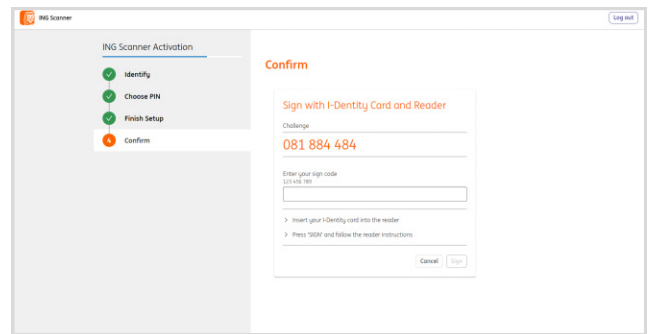 ING Scanner
Log out
ING Scanner Activation
Identify
Choose PIN
Finish Setup
4 Confirm
Confirm
Sign with I-Dentity Card and Reader
Challenge
081 884 484
Enter your sign code
123 456 789
Insert your I-Dentity card into the reader
Press 'SIGN' and follow the reader instructions
Cancel Sign